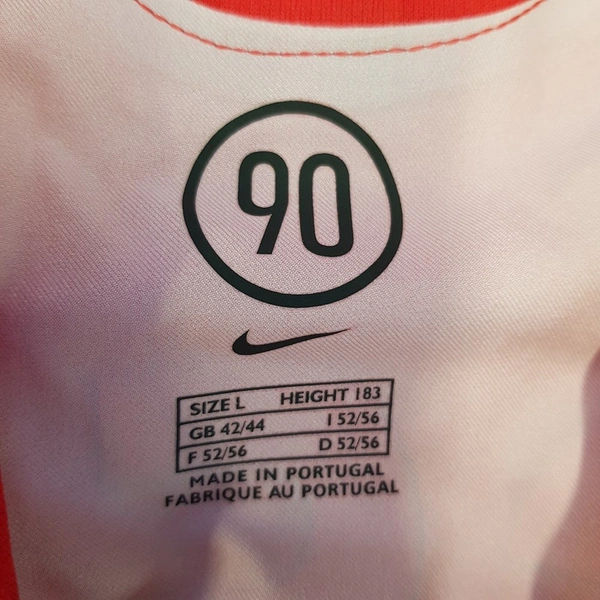 90
SIZE L HEIGHT 183
GB 42/44 I 52/56
F 52/56 D 52/56
MADE IN PORTUGAL
FABRIQUE AU PORTUGAL